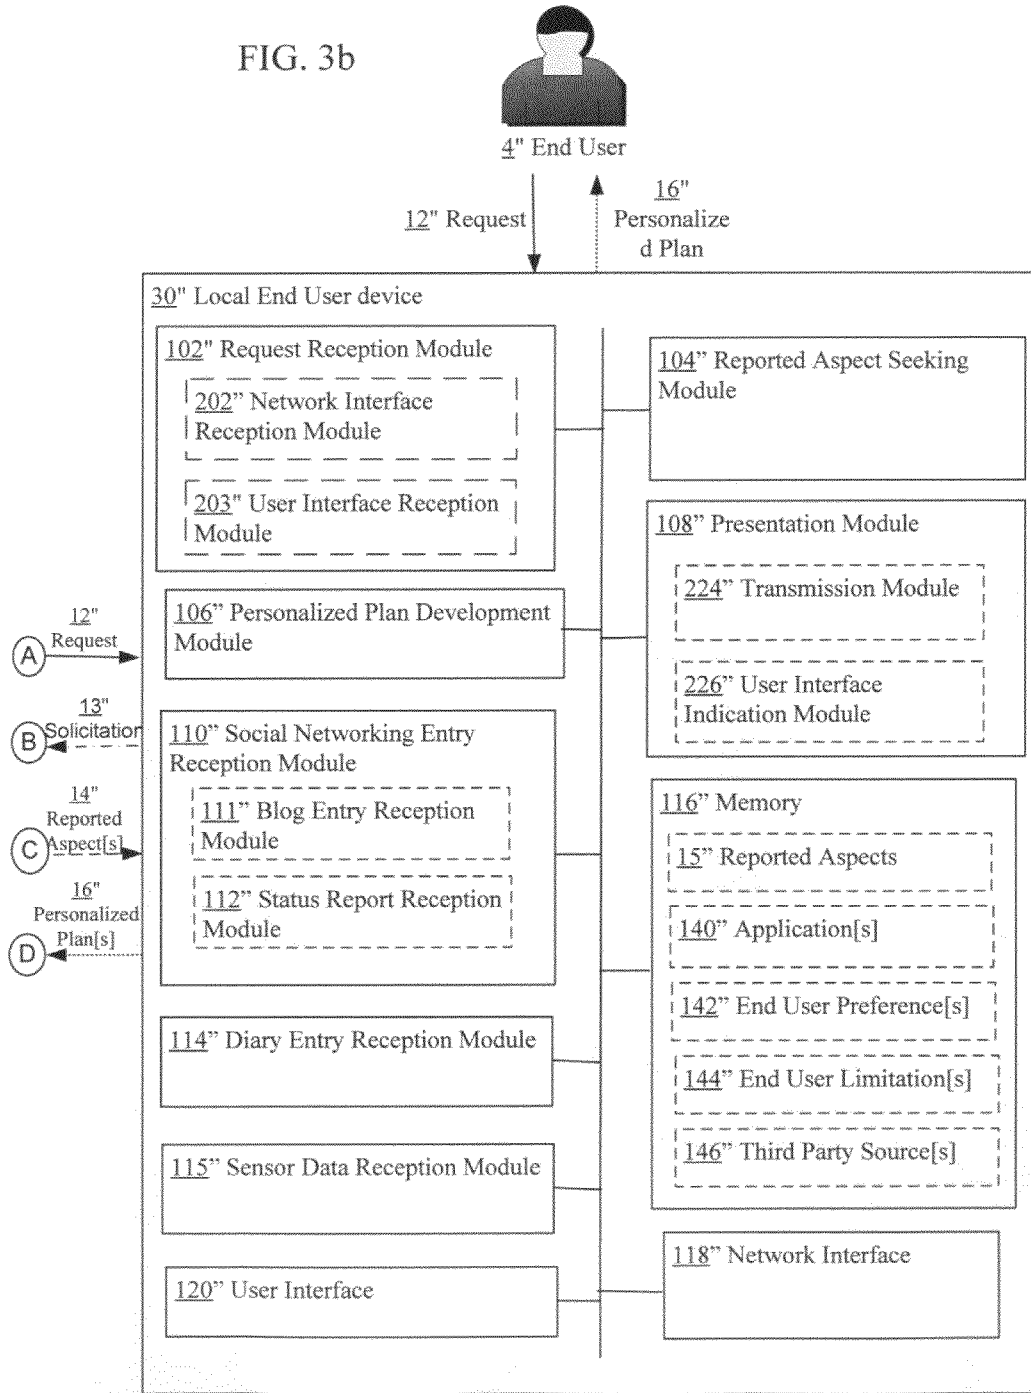 FIG. 3b
4" End User
12" Request
16"
Personalize
d Plan
30" Local End User device
102" Request Reception Module
202" Network Interface
Reception Module
203" User Interface Reception
Module
104" Reported Aspect Seeking
Module
108" Presentation Module
224" Transmission Module
226" User Interface
Indication Module
106" Personalized Plan Development
Module
12"
Request
A
13"
Solicitation
B
14"
Reported
Aspect[s]
C
16"
Personalized
Plan[s]
D
110" Social Networking Entry
Reception Module
111" Blog Entry Reception
Module
112" Status Report Reception
Module
116" Memory
15" Reported Aspects
140" Application[s]
142" End User Preference[s]
144" End User Limitation[s]
146" Third Party Source[s]
114" Diary Entry Reception Module
115" Sensor Data Reception Module
120" User Interface
118" Network Interface